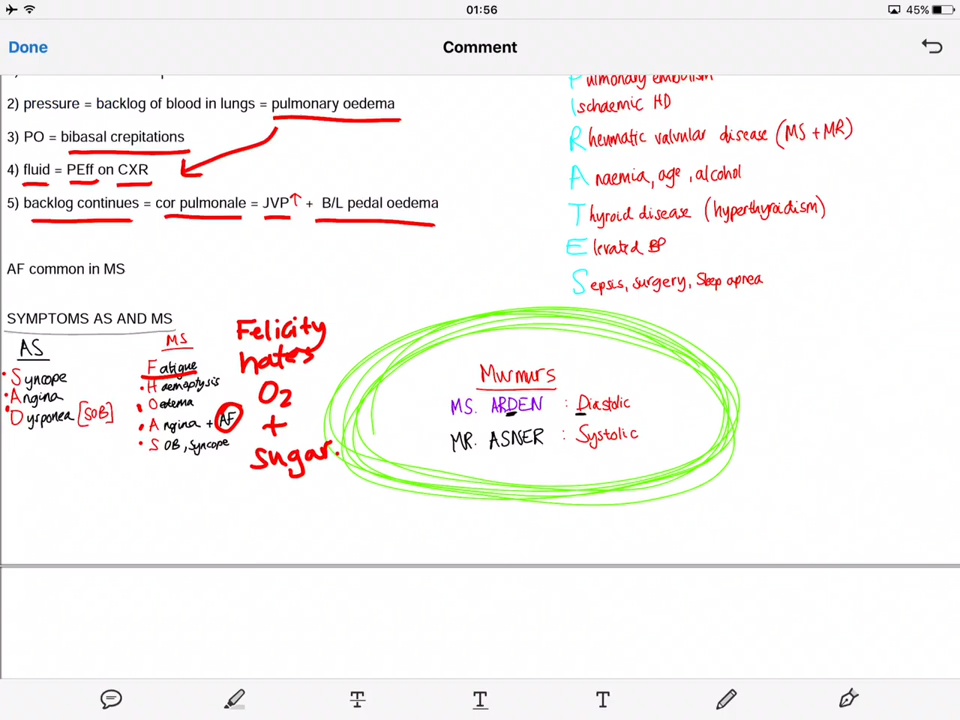 01:56
45%
Done
Comment
2) pressure = backlog of blood in lungs = pulmonary oedema
3) PO = bibasal crepitations
4) fluid = PEff on CXR
5) backlog continues = cor pulmonale = JVP↑ + B/L pedal oedema
AF common in MS
SYMPTOMS AS AND MS
AS
• Syncope
• Angina
• Dysponea [SOB]
MS
Fatigue
• Haemoptysis
• Oedema
• Angina + AF
• SOB, Syncope
Felicity
hates
O2
+
sugar.
Pulmonary embolism
Ischaemic HD
Rheumatic valvular disease (MS + MR)
Anaemia, age, alcohol
Thyroid disease (hyperthyroidism)
Elevated BP
Sepsis, surgery, Sleep apnea
Murmurs
MS. ARDEN : Diastolic
MR. ASNER : Systolic